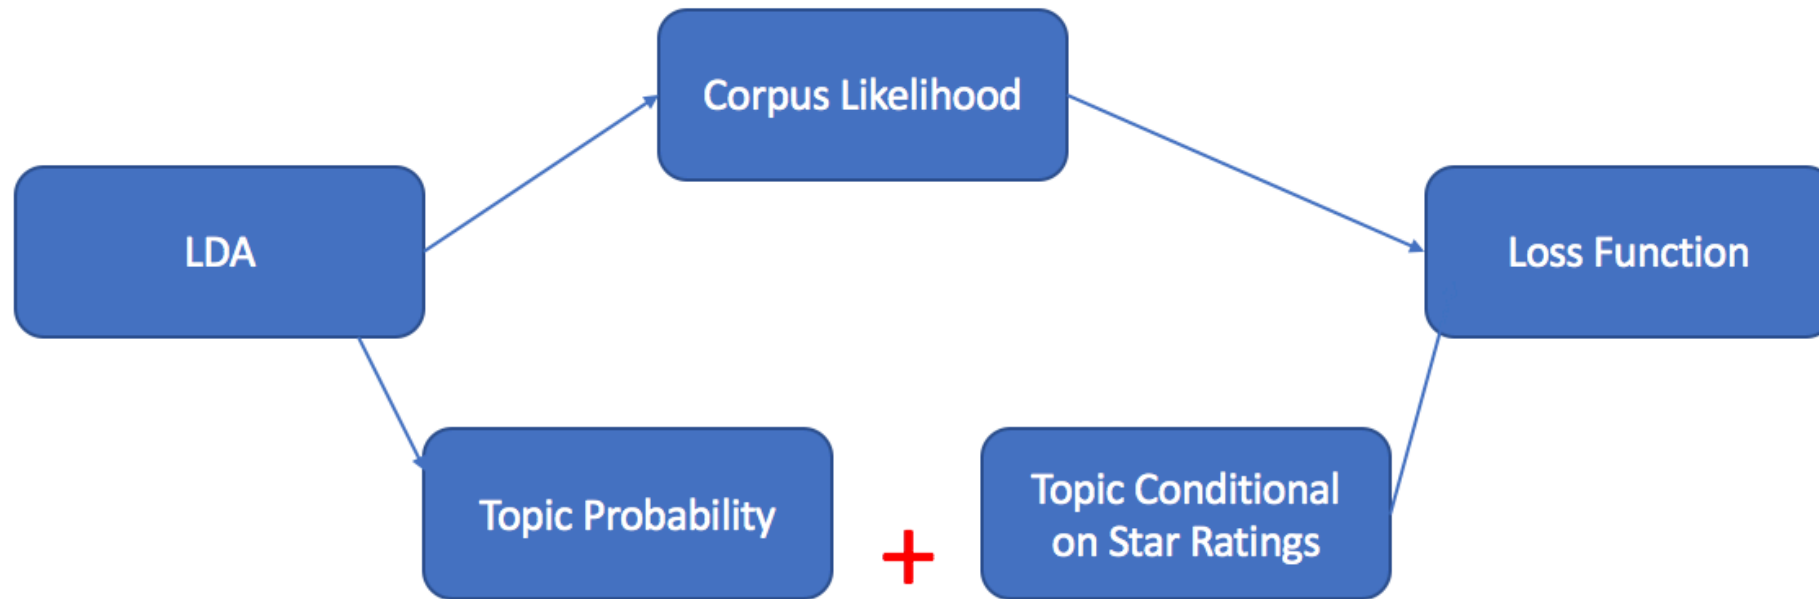 Corpus Likelihood
LDA
Loss Function
Topic Probability
+
Topic Conditional
on Star Ratings